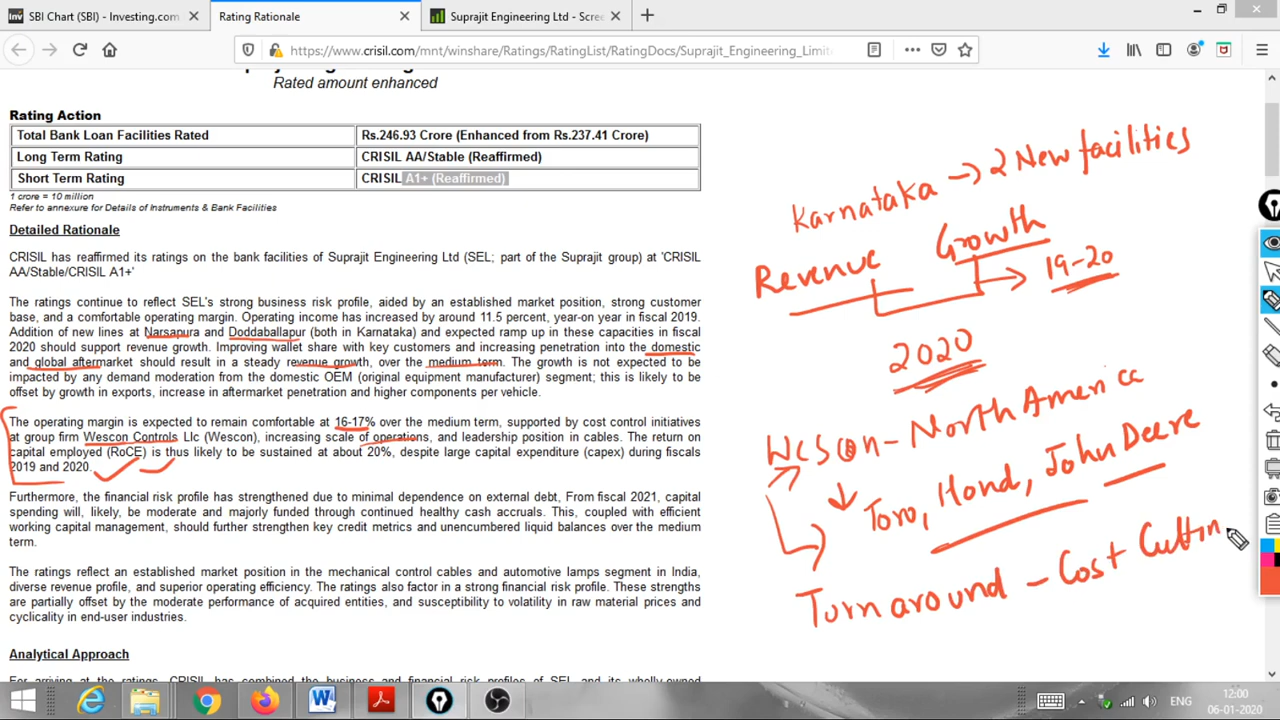 SBI Chart (SBI) - Investing.com
Rating Rationale
Suprajit Engineering Ltd - Scree
https://www.crisil.com/mnt/winshare/Ratings/RatingList/RatingDocs/Suprajit_Engineering_Limite
Rated amount enhanced
Rating Action
Total Bank Loan Facilities Rated Rs.246.93 Crore (Enhanced from Rs.237.41 Crore)
Long Term Rating CRISIL AA/Stable (Reaffirmed)
Short Term Rating CRISIL A1+ (Reaffirmed)
1 crore = 10 million
Refer to annexure for Details of Instruments & Bank Facilities
Detailed Rationale
CRISIL has reaffirmed its ratings on the bank facilities of Suprajit Engineering Ltd (SEL; part of the Suprajit group) at 'CRISIL
AA/Stable/CRISIL A1+'
The ratings continue to reflect SEL's strong business risk profile, aided by an established market position, strong customer
base, and a comfortable operating margin. Operating income has increased by around 11.5 percent, year-on year in fiscal 2019.
Addition of new lines at Narsapura and Doddaballapur (both in Karnataka) and expected ramp up in these capacities in fiscal
2020 should support revenue growth. Improving wallet share with key customers and increasing penetration into the domestic
and global aftermarket should result in a steady revenue growth, over the medium term. The growth is not expected to be
impacted by any demand moderation from the domestic OEM (original equipment manufacturer) segment; this is likely to be
offset by growth in exports, increase in aftermarket penetration and higher components per vehicle.
The operating margin is expected to remain comfortable at 16-17% over the medium term, supported by cost control initiatives
at group firm Wescon Controls Llc (Wescon), increasing scale of operations, and leadership position in cables. The return on
capital employed (RoCE) is thus likely to be sustained at about 20%, despite large capital expenditure (capex) during fiscals
2019 and 2020.
Furthermore, the financial risk profile has strengthened due to minimal dependence on external debt, From fiscal 2021, capital
spending will, likely, be moderate and majorly funded through continued healthy cash accruals. This, coupled with efficient
working capital management, should further strengthen key credit metrics and unencumbered liquid balances over the medium
term.
The ratings reflect an established market position in the mechanical control cables and automotive lamps segment in India,
diverse revenue profile, and superior operating efficiency. The ratings also factor in a strong financial risk profile. These strengths
are partially offset by the moderate performance of acquired entities, and susceptibility to volatility in raw material prices and
cyclicality in end-user industries.
Analytical Approach
Karnataka → 2 New facilities
Revenue Growth
19-20
2020
Wescon - North America
Toro, Hond, John Deere
Turnaround - Cost Cuttin
ENG
12:00
06-01-2020